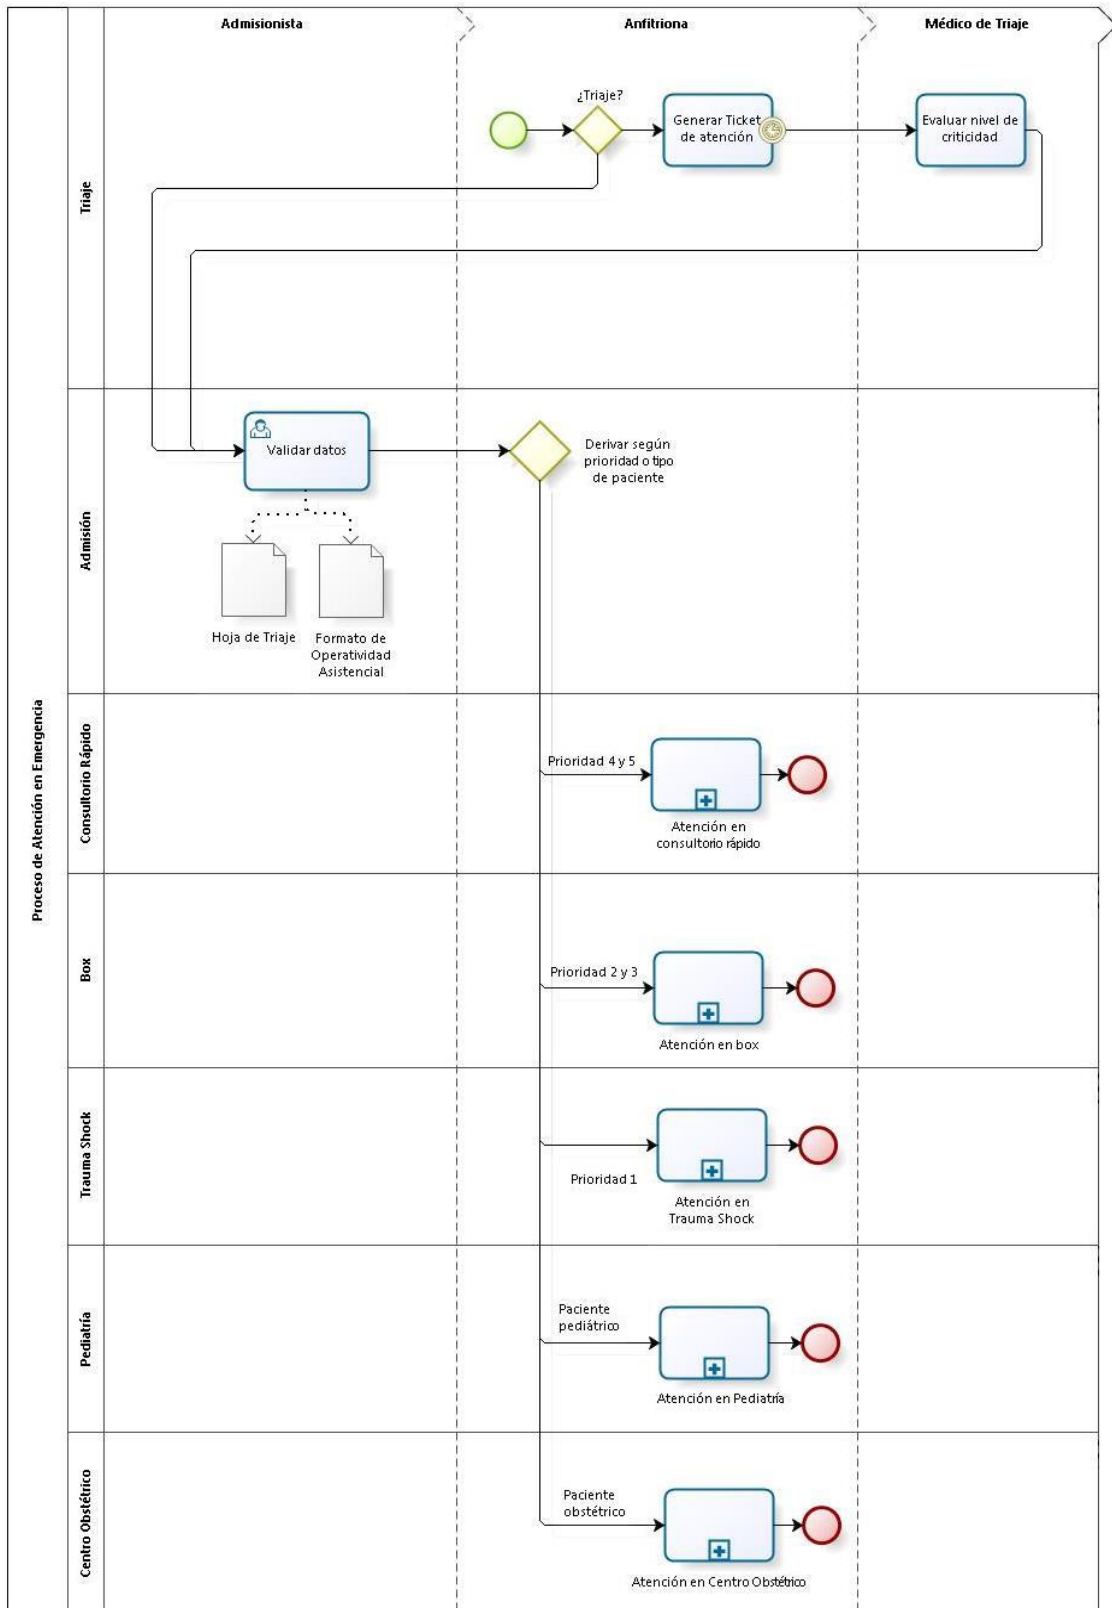 Admisionista
Anfitriona
Médico de Triaje
Proceso de Atención en Emergencia
Triaje
¿Triaje?
Generar Ticket
de atención
Evaluar nivel de
criticidad
Admisión
Validar datos
Derivar según
prioridad o tipo
de paciente
Hoja de Triaje
Formato de
Operatividad
Asistencial
Consultorio Rápido
Prioridad 4 y 5
Atención en
consultorio rápido
Box
Prioridad 2 y 3
Atención en box
Trauma Shock
Prioridad 1
Atención en
Trauma Shock
Pediatría
Paciente
pediátrico
Atención en Pediatría
Centro Obstétrico
Paciente
obstétrico
Atención en Centro Obstétrico